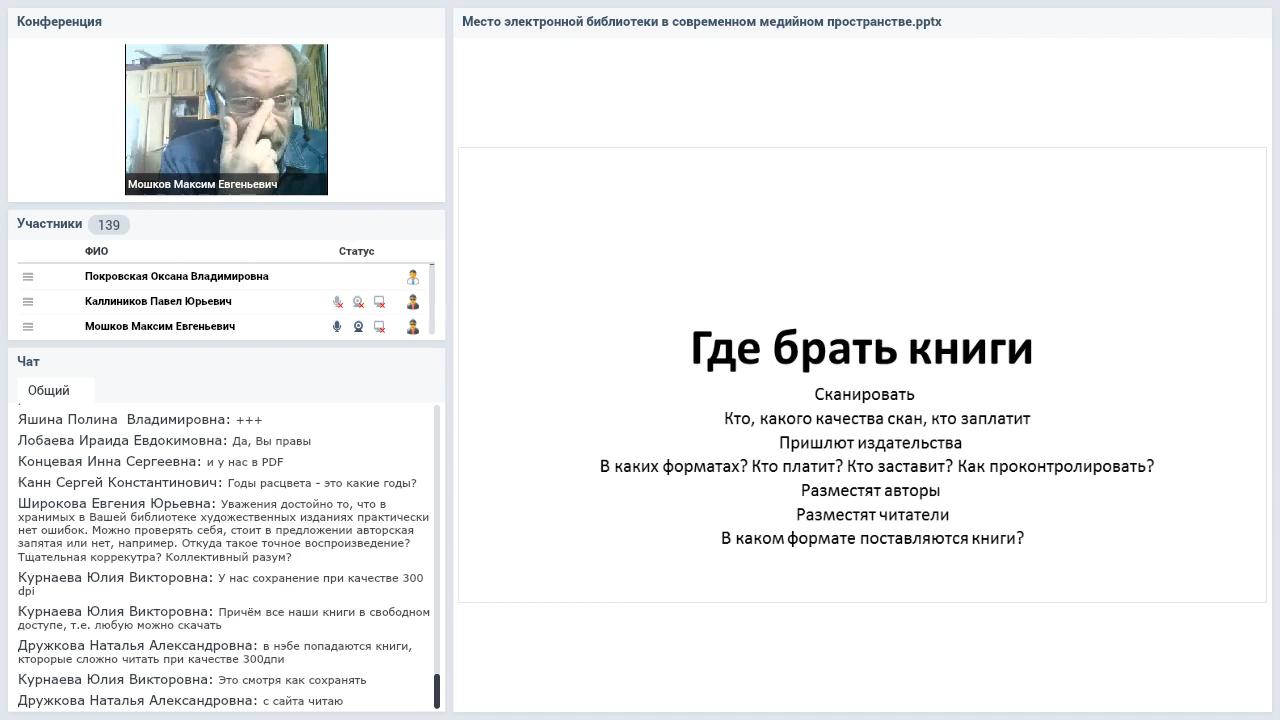 Конференция
Мошков Максим Евгеньевич
Участники 139
ФИО Статус
Покровская Оксана Владимировна
Каллиников Павел Юрьевич
Мошков Максим Евгеньевич
Чат
Общий
Яшина Полина Владимировна: +++
Лобаева Ираида Евдокимовна: Да, Вы правы
Концевая Инна Сергеевна: и у нас в PDF
Канн Сергей Константинович: Годы расцвета - это какие годы?
Широкова Евгения Юрьевна: Уважения достойно то, что в
хранимых в Вашей библиотеке художественных изданиях практически
нет ошибок. Можно проверять себя, стоит в предложении авторская
запятая или нет, например. Откуда такое точное воспроизведение?
Тщательная коррекутра? Коллективный разум?
Курнаева Юлия Викторовна: У нас сохранение при качестве 300
dpi
Курнаева Юлия Викторовна: Причём все наши книги в свободном
доступе, т.е. любую можно скачать
Дружкова Наталья Александровна: в нэбе попадаются книги,
кторорые сложно читать при качестве 300дпи
Курнаева Юлия Викторовна: Это смотря как сохранять
Дружкова Наталья Александровна: с сайта читаю
Место электронной библиотеки в современном медийном пространстве.pptx
Где брать книги
Сканировать
Кто, какого качества скан, кто заплатит
Пришлют издательства
В каких форматах? Кто платит? Кто заставит? Как проконтролировать?
Разместят авторы
Разместят читатели
В каком формате поставляются книги?